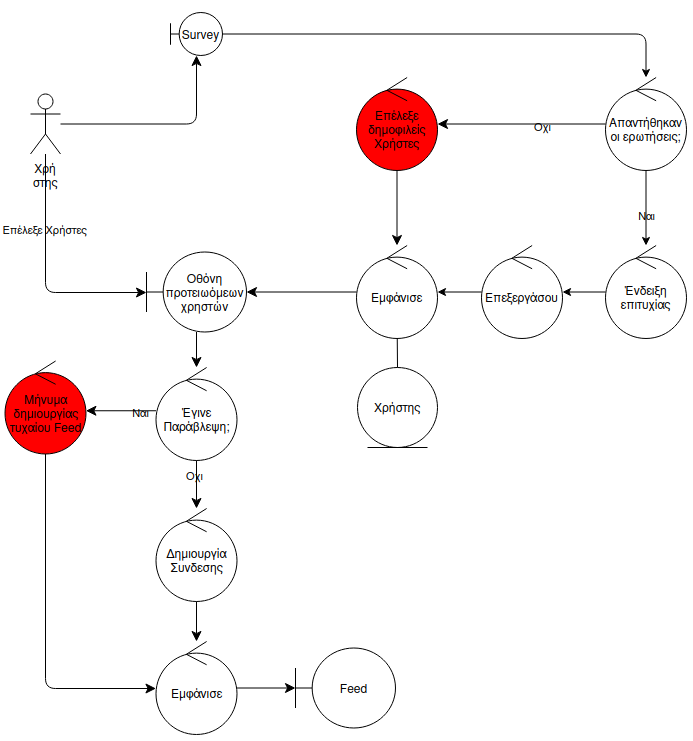 Survey
Επέλεξε
δημοφιλείς
Χρήστες
Οχι
Απαντήθηκαν
οι ερωτήσεις;
Χρή
στης
Ναι
Επέλεξε Χρήστες
Οθόνη
προτειωόμεων
χρηστών
Εμφάνισε
Επεξεργάσου
Ένδειξη
επιτυχίας
Μήνυμα
δημιουργίας
τυχαίου Feed
Ναι
Έγινε
Παράβλεψη;
Χρήστης
Οχι
Δημιουργία
Συνδεσης
Εμφάνισε
Feed